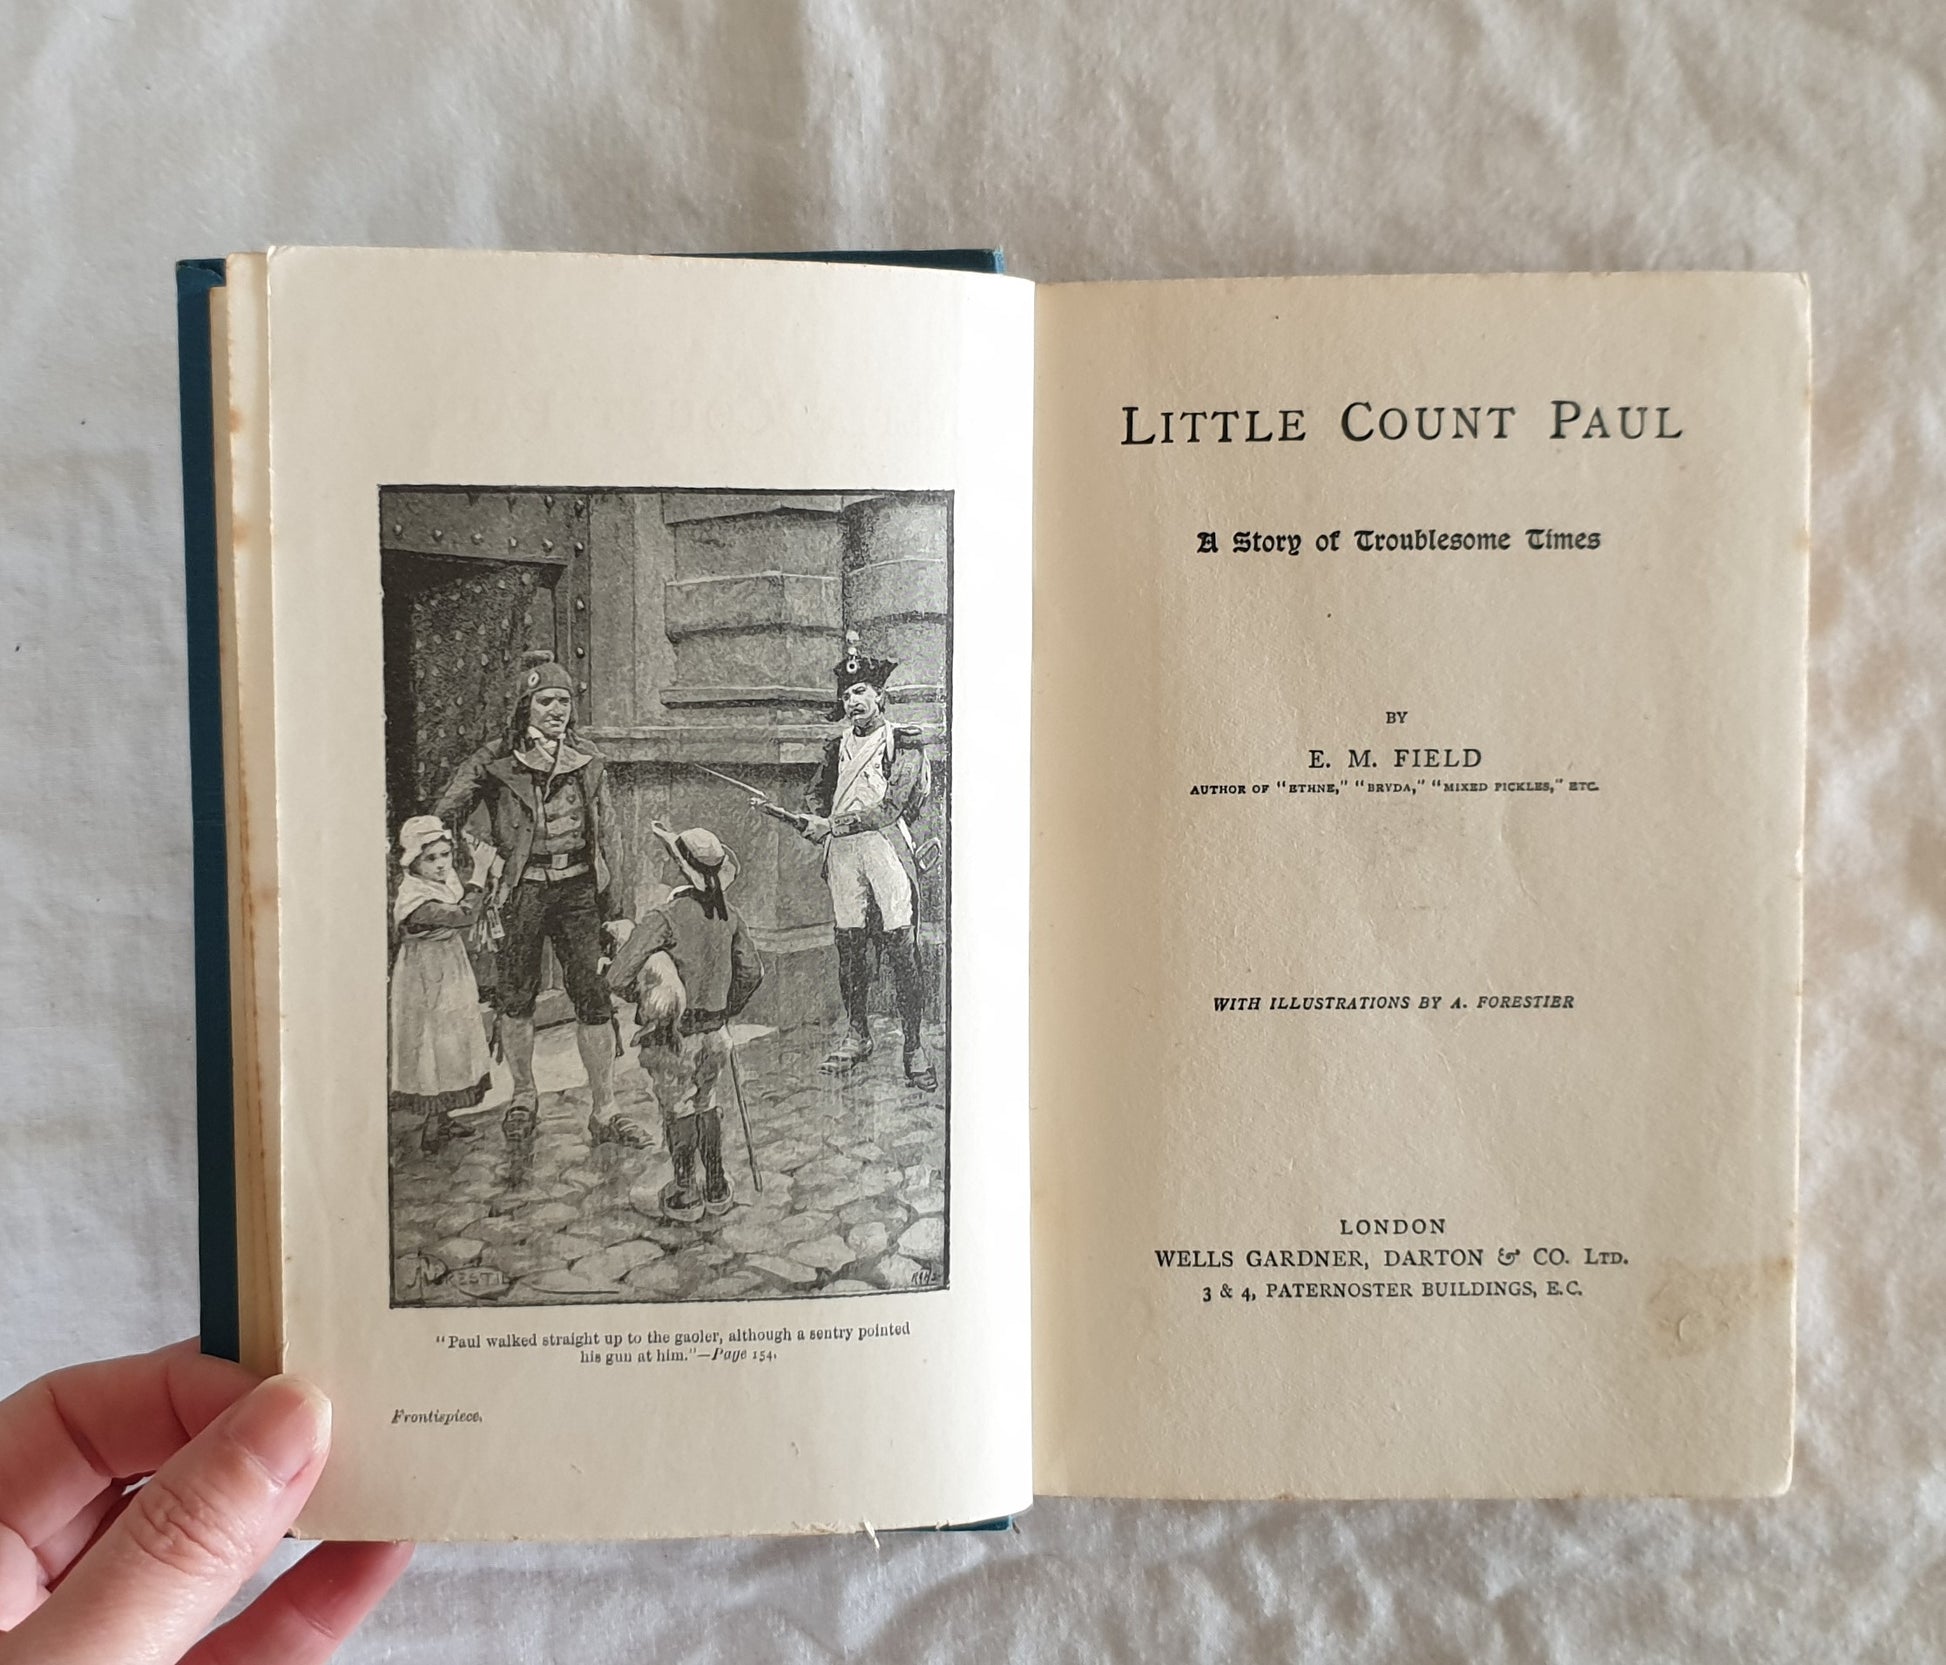 "Paul walked straight up to the gaoler, although a sentry pointed
his gun at him."—Page 154.
Frontispiece.
LITTLE COUNT PAUL
A Story of Troublesome Times
BY
E. M. FIELD
AUTHOR OF "ETHNE," "BRYDA," "MIXED PICKLES," ETC.
WITH ILLUSTRATIONS BY A. FORESTIER
LONDON
WELLS GARDNER, DARTON & CO. LTD.
3 & 4, PATERNOSTER BUILDINGS, E.C.